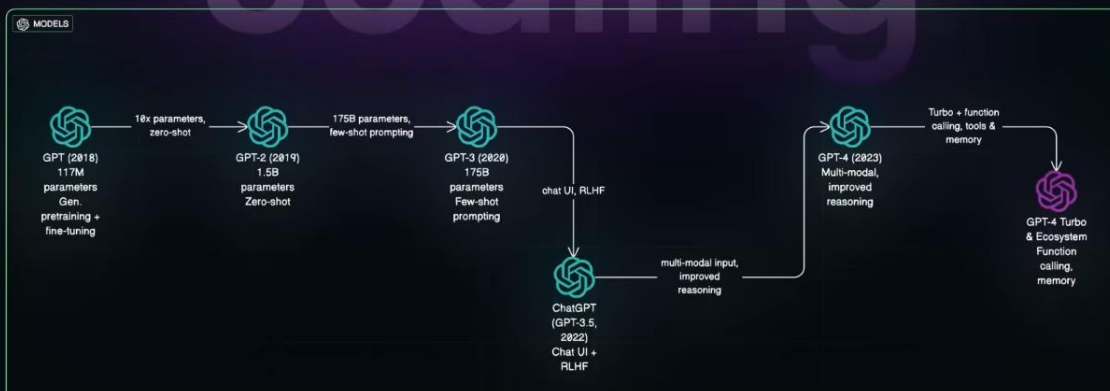 scaling
MODELS
GPT (2018)
117M
parameters
Gen.
pretraining +
fine-tuning
10x parameters,
zero-shot
GPT-2 (2019)
1.5B
parameters
Zero-shot
175B parameters,
few-shot prompting
GPT-3 (2020)
175B
parameters
Few-shot
prompting
chat UI, RLHF
ChatGPT
(GPT-3.5,
2022)
Chat UI +
RLHF
multi-modal input,
improved
reasoning
GPT-4 (2023)
Multi-modal,
improved
reasoning
Turbo + function
calling, tools &
memory
GPT-4 Turbo
& Ecosystem
Function
calling,
memory